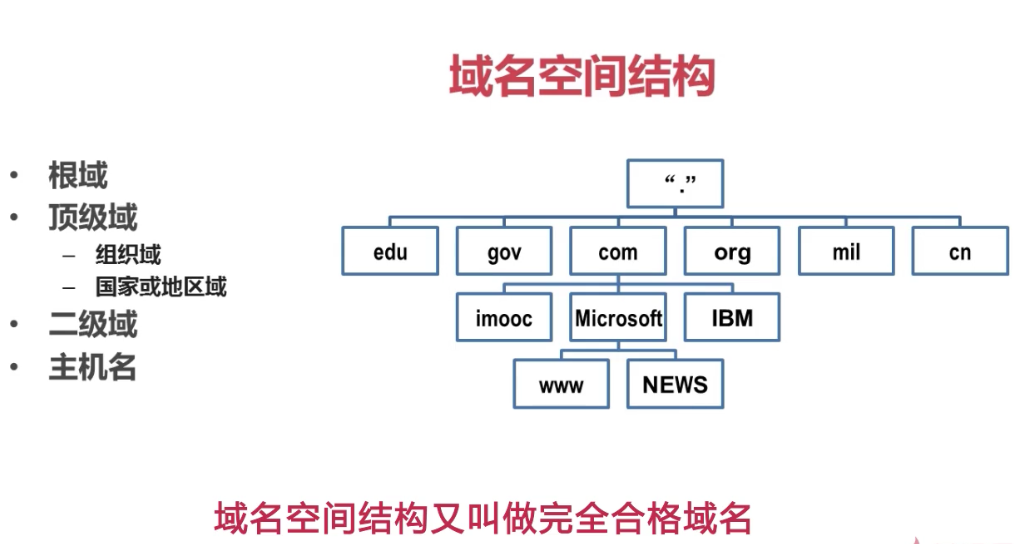 域名空间结构
• 根域
• 顶级域
– 组织域
– 国家或地区域
• 二级域
• 主机名
“.”
edu gov com org mil cn
imooc Microsoft IBM
www NEWS
域名空间结构又叫做完全合格域名